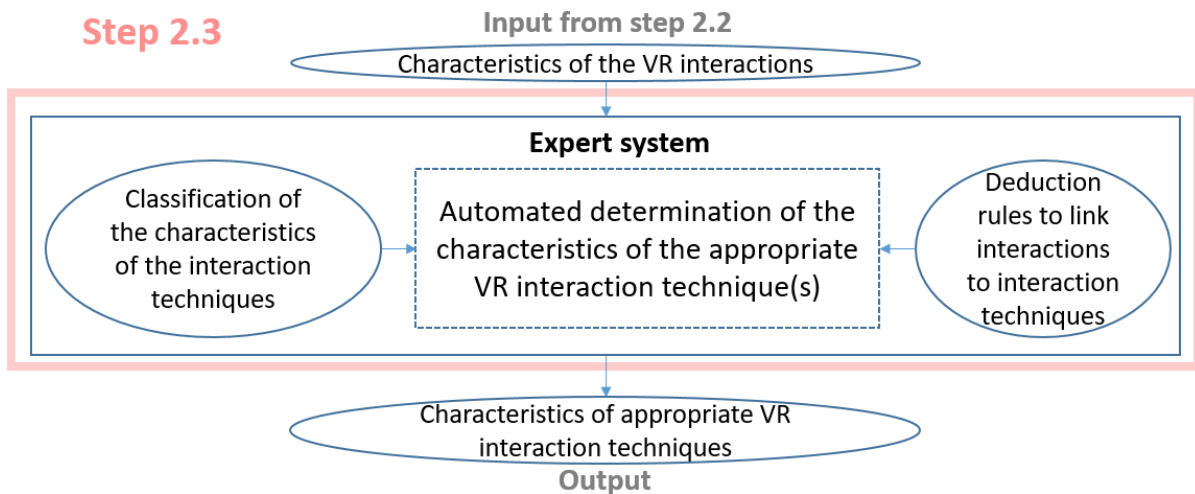 Step 2.3
Input from step 2.2
Characteristics of the VR interactions
Expert system
Classification of
the characteristics
of the interaction
techniques
Automated determination of the
characteristics of the appropriate
VR interaction technique(s)
Deduction
rules to link
interactions
to interaction
techniques
Characteristics of appropriate VR
interaction techniques
Output